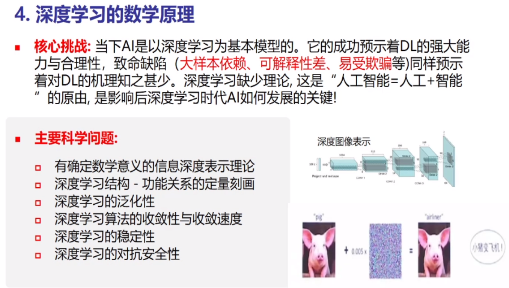 4. 深度学习的数学原理
核心挑战: 当下AI是以深度学习为基本模型的。它的成功预示着DL的强大能
力与合理性，致命缺陷（大样本依赖、可解释性差、易受欺骗等)同样预示
着对DL的机理知之甚少。深度学习缺少理论, 这是“人工智能=人工+智能
”的原由, 是影响后深度学习时代AI如何发展的关键!
主要科学问题:
有确定数学意义的信息深度表示理论
深度学习结构 - 功能关系的定量刻画
深度学习的泛化性
深度学习算法的收敛性与收敛速度
深度学习的稳定性
深度学习的对抗安全性
深度图像表示
"pig"
"airliner"
+ 0.005 x
=
小猪变飞机！